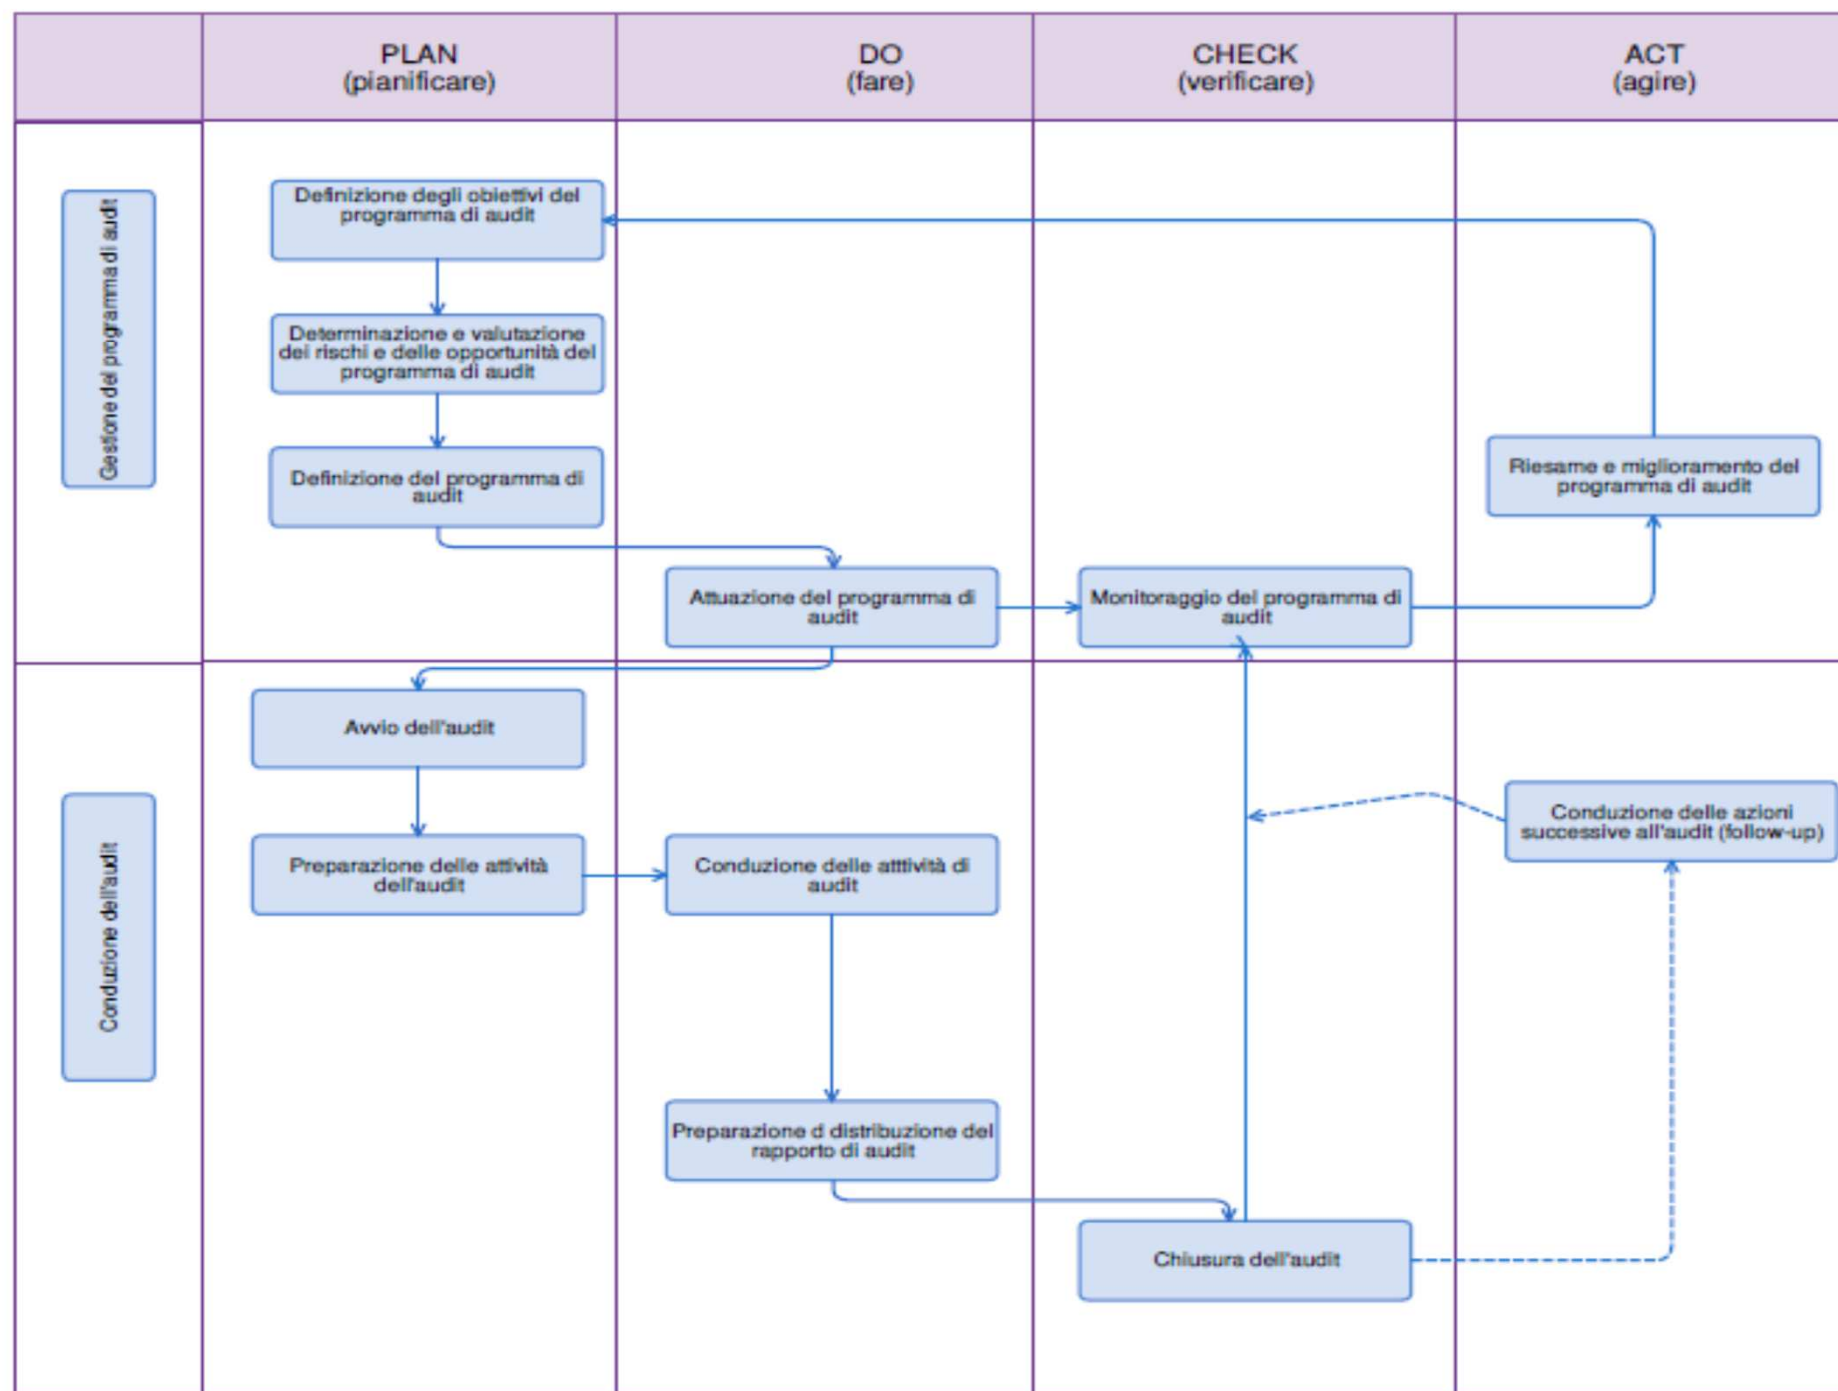 PLAN
(pianificare)
DO
(fare)
CHECK
(verificare)
ACT
(agire)
Gestione del programma di audit
Definizione degli obiettivi del
programma di audit
Determinazione e valutazione
dei rischi e delle opportunità del
programma di audit
Definizione del programma di
audit
Riesame e miglioramento del
programma di audit
Attuazione del programma di
audit
Monitoraggio del programma di
audit
Conduzione dell'audit
Avvio dell'audit
Conduzione delle azioni
successive all'audit (follow-up)
Preparazione delle attività
dell'audit
Conduzione delle atttività di
audit
Preparazione d distribuzione del
rapporto di audit
Chiusura dell'audit